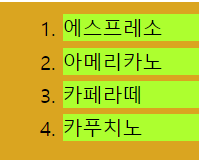 1. 에스프레소
2. 아메리카노
3. 카페라떼
4. 카푸치노